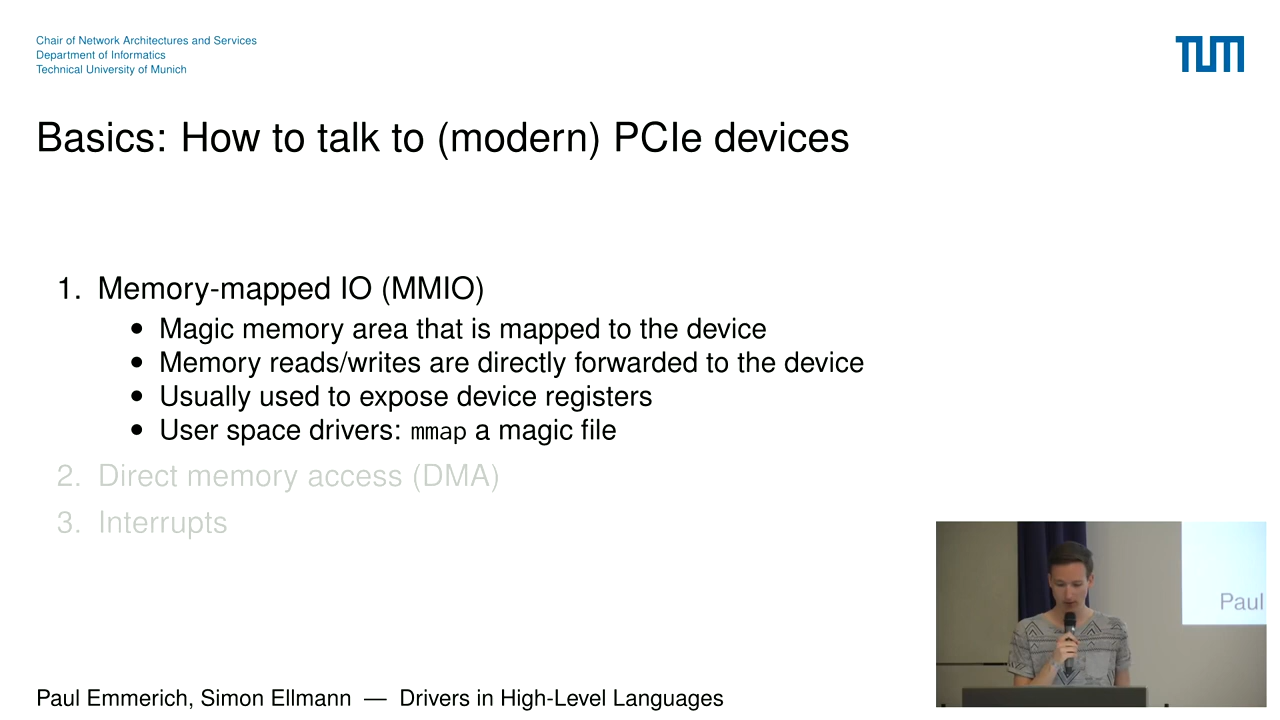 Chair of Network Architectures and Services
Department of Informatics
Technical University of Munich
TUM
Basics: How to talk to (modern) PCIe devices
1. Memory-mapped IO (MMIO)
• Magic memory area that is mapped to the device
• Memory reads/writes are directly forwarded to the device
• Usually used to expose device registers
• User space drivers: mmap a magic file
2. Direct memory access (DMA)
3. Interrupts
Paul
Paul Emmerich, Simon Ellmann — Drivers in High-Level Languages